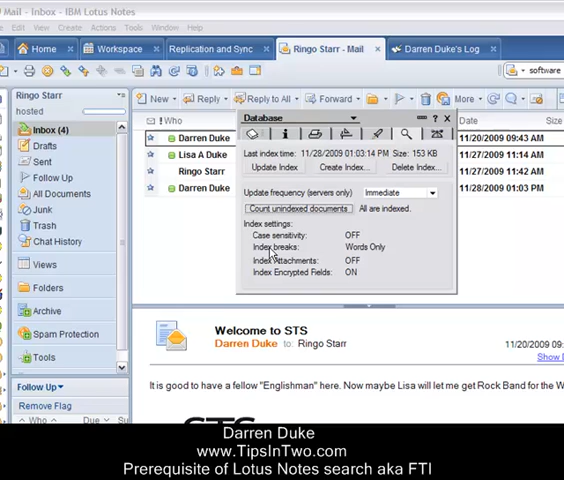 Mail - Inbox - IBM Lotus Notes
Edit View Create Actions Tools Window Help
Home Workspace Replication and Sync Ringo Starr - Mail Darren Duke's Log
software
Ringo Starr
hosted
Inbox (4)
Drafts
Sent
Follow Up
All Documents
Junk
Trash
Chat History
Views
Folders
Archive
Spam Protection
Tools
Follow Up
Remove Flag
Who Due Su
New Reply Reply to All Forward More
! Who Date Size
Darren Duke 11/20/2009 09:43 AM
Lisa A Duke 11/27/2009 11:14 AM
Ringo Starr 11/27/2009 11:42 AM
Darren Duke 11/28/2009 01:03 PM
Database ? x
Last index time: 11/28/2009 01:03:14 PM Size: 153 KB
Update Index Create Index... Delete Index...
Update frequency (servers only) Immediate
Count unindexed documents All are indexed.
Index settings:
Case sensitivity: OFF
Index breaks: Words Only
Index Attachments: OFF
Index Encrypted Fields: ON
Welcome to STS
Darren Duke to: Ringo Starr 11/20/2009 09:
Show D
It is good to have a fellow "Englishman" here. Now maybe Lisa will let me get Rock Band for the W
STS
Darren Duke
www.TipsInTwo.com
Prerequisite of Lotus Notes search aka FTI